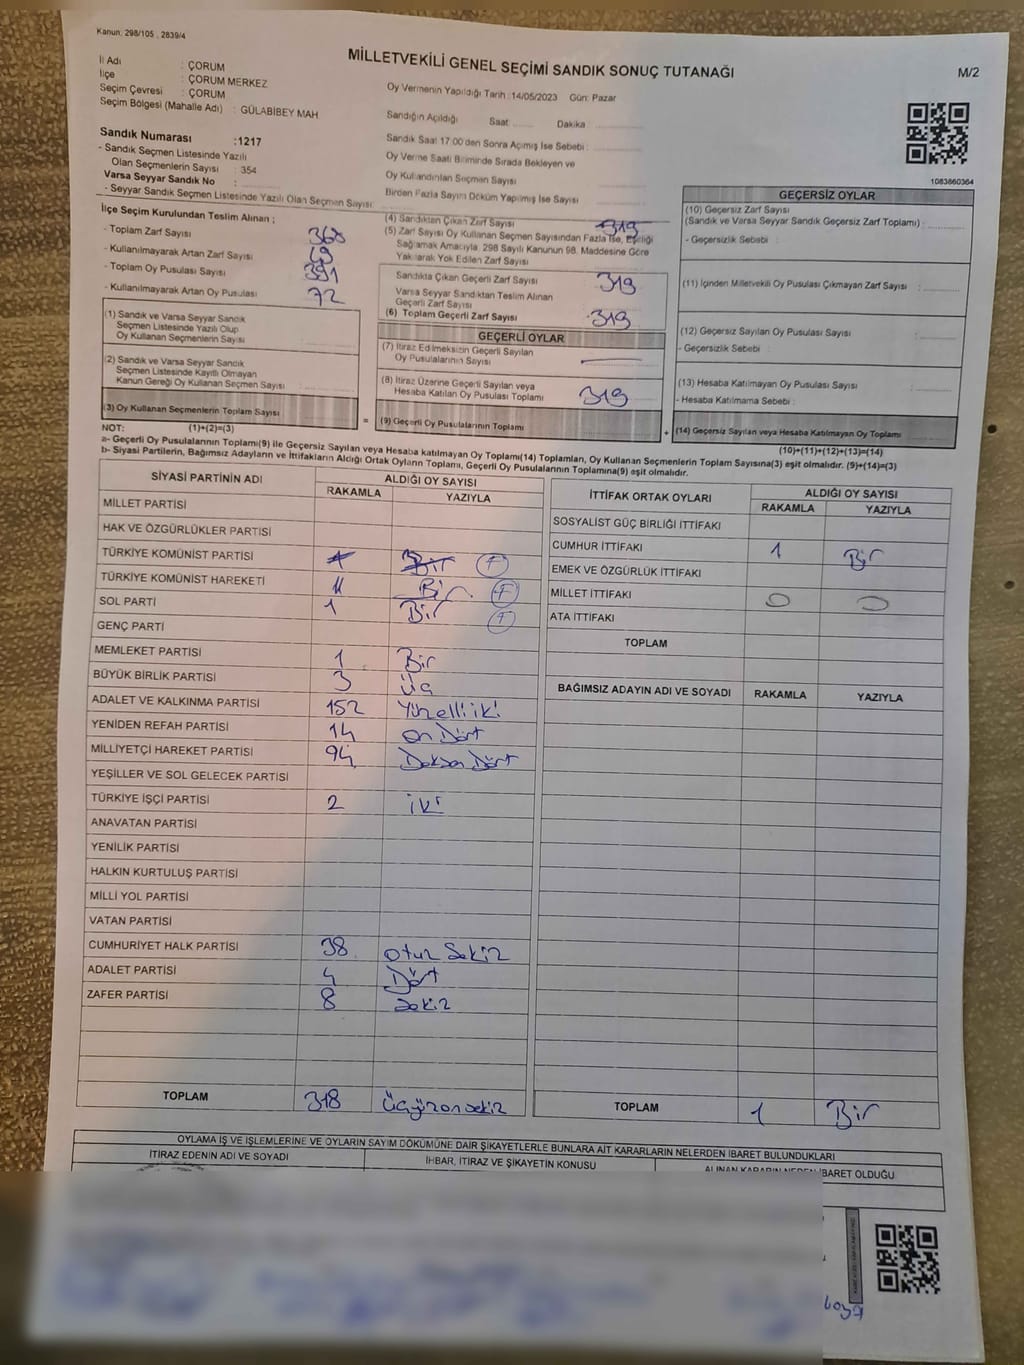 Kanun: 298/105 , 2839/4
MİLLETVEKİLİ GENEL SEÇİMİ SANDIK SONUÇ TUTANAĞI
M/2
İl Adı : ÇORUM
İlçe : ÇORUM MERKEZ
Seçim Çevresi : ÇORUM
Seçim Bölgesi (Mahalle Adı) : GÜLABİBEY MAH
Sandık Numarası :1217
- Sandık Seçmen Listesinde Yazılı
Olan Seçmenlerin Sayısı : 354
Varsa Seyyar Sandık No :
- Seyyar Sandık Seçmen Listesinde Yazılı Olan Seçmen Sayısı:
Oy Vermenin Yapıldığı Tarih :14/05/2023 Gün: Pazar
Sandığın Açıldığı Saat ...... Dakika :
Sandık Saat 17:00'den Sonra Açımış İse Sebebi :
Oy Verme Saati Bitiminde Sırada Bekleyen ve
Oy Kullandırılan Seçmen Sayısı
Birden Fazla Sayım Döküm Yapılmış İse Sayısı :
1083860364
İlçe Seçim Kurulundan Teslim Alınan ;
- Toplam Zarf Sayısı : 368
- Kullanılmayarak Artan Zarf Sayısı : 49
- Toplam Oy Pusulası Sayısı : 391
- Kullanılmayarak Artan Oy Pusulası : 72
(1) Sandık ve Varsa Seyyar Sandık
Seçmen Listesinde Yazılı Olup
Oy Kullanan Seçmenlerin Sayısı :
(2) Sandık ve Varsa Seyyar Sandık
Seçmen Listesinde Kayıtlı Olmayan
Kanun Gereği Oy Kullanan Seçmen Sayısı :
(3) Oy Kullanan Seçmenlerin Toplam Sayısı
(4) Sandıktan Çıkan Zarf Sayısı 319
(5) Zarf Sayısı Oy Kullanan Seçmen Sayısından Fazla İse, Eşitliği
Sağlamak Amacıyla, 298 Sayılı Kanunun 98. Maddesine Göre
Yakılarak Yok Edilen Zarf Sayısı
Sandıkta Çıkan Geçerli Zarf Sayısı 319
Varsa Seyyar Sandıktan Teslim Alınan
Geçerli Zarf Sayısı
(6) Toplam Geçerli Zarf Sayısı 319
GEÇERLİ OYLAR
(7) İtiraz Edilmeksizin Geçerli Sayılan
Oy Pusulalarının Sayısı
(8) İtiraz Üzerine Geçerli Sayılan veya
Hesaba Katılan Oy Pusulası Toplamı 319
= (9) Geçerli Oy Pusulalarının Toplamı
GEÇERSİZ OYLAR
(10) Geçersiz Zarf Sayısı
(Sandık ve Varsa Seyyar Sandık Geçersiz Zarf Toplamı) :
- Geçersizlik Sebebi :
(11) İçinden Milletvekili Oy Pusulası Çıkmayan Zarf Sayısı :
(12) Geçersiz Sayılan Oy Pusulası Sayısı :
- Geçersizlik Sebebi :
(13) Hesaba Katılmayan Oy Pusulası Sayısı :
- Hesaba Katılmama Sebebi :
+ (14) Geçersiz Sayılan veya Hesaba Katılmayan Oy Toplamı
NOT: (1)+(2)=(3)
(10)+(11)+(12)+(13)=(14)
a- Geçerli Oy Pusulalarının Toplamı(9) ile Geçersiz Sayılan veya Hesaba katılmayan Oy Toplamı(14) Toplamları, Oy Kullanan Seçmenlerin Toplam Sayısına(3) eşit olmalıdır. (9)+(14)=(3)
b- Siyasi Partilerin, Bağımsız Adayların ve İttifakların Aldığı Ortak Oyların Toplamı, Geçerli Oy Pusulalarının Toplamına(9) eşit olmalıdır.
SİYASİ PARTİNİN ADI ALDIĞI OY SAYISI
RAKAMLA YAZIYLA
MİLLET PARTİSİ
HAK VE ÖZGÜRLÜKLER PARTİSİ
TÜRKİYE KOMÜNİST PARTİSİ 1 Bir
TÜRKİYE KOMÜNİST HAREKETİ 1 Bir
SOL PARTİ 1 Bir
GENÇ PARTİ
MEMLEKET PARTİSİ 1 Bir
BÜYÜK BİRLİK PARTİSİ 3 Üç
ADALET VE KALKINMA PARTİSİ 152 Yüzelli iki
YENİDEN REFAH PARTİSİ 14 on Dört
MİLLİYETÇİ HAREKET PARTİSİ 94 Doksan Dört
YEŞİLLER VE SOL GELECEK PARTİSİ
TÜRKİYE İŞÇİ PARTİSİ 2 iki
ANAVATAN PARTİSİ
YENİLİK PARTİSİ
HALKIN KURTULUŞ PARTİSİ
MİLLİ YOL PARTİSİ
VATAN PARTİSİ
CUMHURİYET HALK PARTİSİ 38 otuz Sekiz
ADALET PARTİSİ 4 Dört
ZAFER PARTİSİ 8 Sekiz
TOPLAM 318 Üçyüzonsekiz
İTTİFAK ORTAK OYLARI ALDIĞI OY SAYISI
RAKAMLA YAZIYLA
SOSYALİST GÜÇ BİRLİĞİ İTTİFAKI
CUMHUR İTTİFAKI 1 Bir
EMEK VE ÖZGÜRLÜK İTTİFAKI
MİLLET İTTİFAKI 0 0
ATA İTTİFAKI
TOPLAM
BAĞIMSIZ ADAYIN ADI VE SOYADI RAKAMLA YAZIYLA
TOPLAM 1 Bir
OYLAMA İŞ VE İŞLEMLERİNE VE OYLARIN SAYIM DÖKÜMÜNE DAİR ŞİKAYETLERLE BUNLARA AİT KARARLARIN NELERDEN İBARET BULUNDUKLARI
İTİRAZ EDENİN ADI VE SOYADI İHBAR, İTİRAZ VE ŞİKAYETİN KONUSU ALINAN KARARIN NEDEN İBARET OLDUĞU